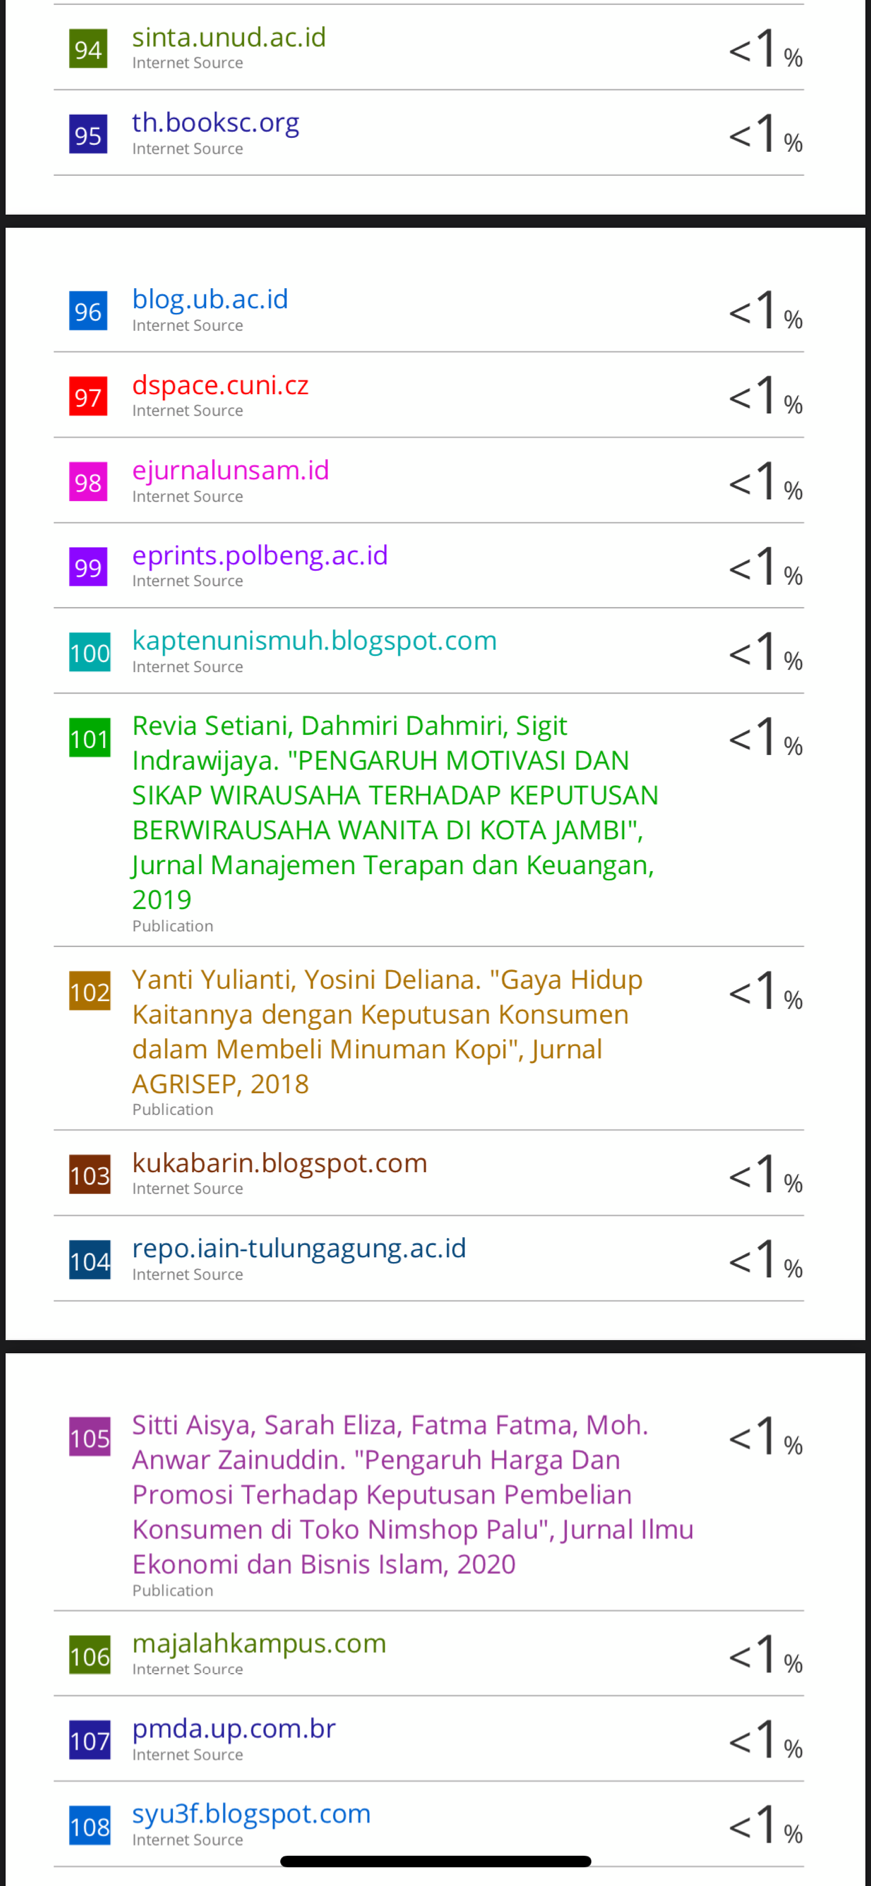 94 sinta.unud.ac.id <1%
Internet Source
95 th.booksc.org <1%
Internet Source
96 blog.ub.ac.id <1%
Internet Source
97 dspace.cuni.cz <1%
Internet Source
98 ejurnalunsam.id <1%
Internet Source
99 eprints.polbeng.ac.id <1%
Internet Source
100 kaptenunismuh.blogspot.com <1%
Internet Source
101 Revia Setiani, Dahmiri Dahmiri, Sigit <1%
Indrawijaya. "PENGARUH MOTIVASI DAN
SIKAP WIRAUSAHA TERHADAP KEPUTUSAN
BERWIRAUSAHA WANITA DI KOTA JAMBI",
Jurnal Manajemen Terapan dan Keuangan,
2019
Publication
102 Yanti Yulianti, Yosini Deliana. "Gaya Hidup <1%
Kaitannya dengan Keputusan Konsumen
dalam Membeli Minuman Kopi", Jurnal
AGRISEP, 2018
Publication
103 kukabarin.blogspot.com <1%
Internet Source
104 repo.iain-tulungagung.ac.id <1%
Internet Source
105 Sitti Aisya, Sarah Eliza, Fatma Fatma, Moh. <1%
Anwar Zainuddin. "Pengaruh Harga Dan
Promosi Terhadap Keputusan Pembelian
Konsumen di Toko Nimshop Palu", Jurnal Ilmu
Ekonomi dan Bisnis Islam, 2020
Publication
106 majalahkampus.com <1%
Internet Source
107 pmda.up.com.br <1%
Internet Source
108 syu3f.blogspot.com <1%
Internet Source